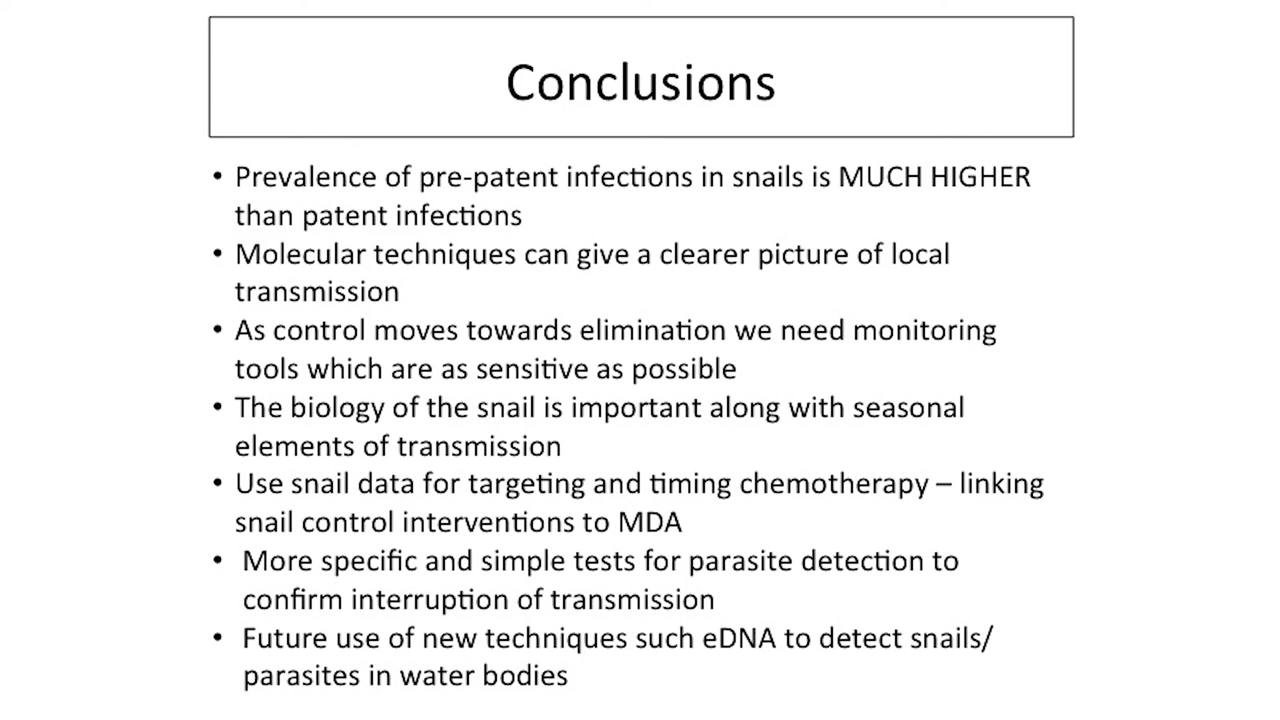 Conclusions
• Prevalence of pre-patent infections in snails is MUCH HIGHER
than patent infections
• Molecular techniques can give a clearer picture of local
transmission
• As control moves towards elimination we need monitoring
tools which are as sensitive as possible
• The biology of the snail is important along with seasonal
elements of transmission
• Use snail data for targeting and timing chemotherapy – linking
snail control interventions to MDA
• More specific and simple tests for parasite detection to
confirm interruption of transmission
• Future use of new techniques such eDNA to detect snails/
parasites in water bodies